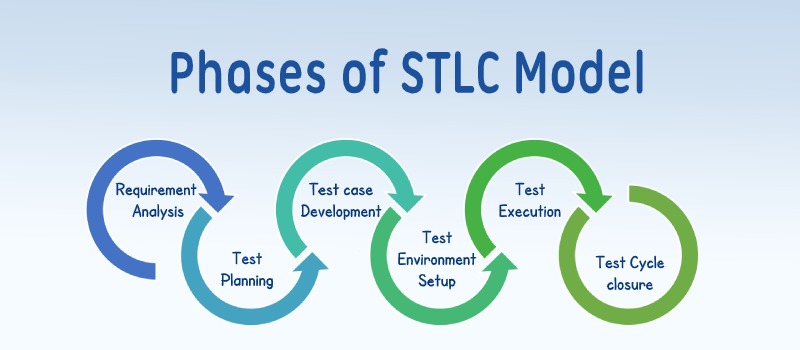 Phases of STLC Model
Requirement
Analysis
Test
Planning
Test case
Development
Test
Environment
Setup
Test
Execution
Test Cycle
closure